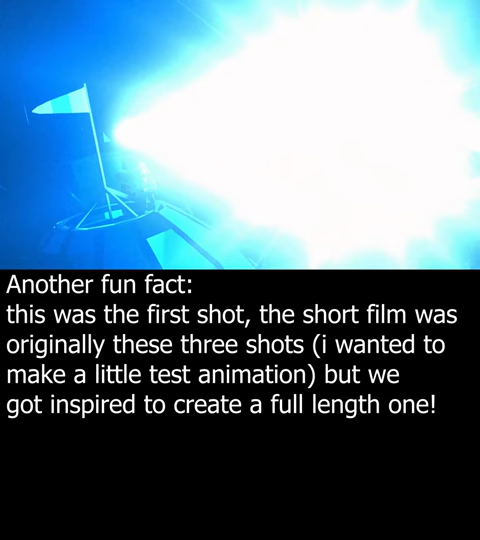 Another fun fact:
this was the first shot, the short film was
originally these three shots (i wanted to
make a little test animation) but we
got inspired to create a full length one!